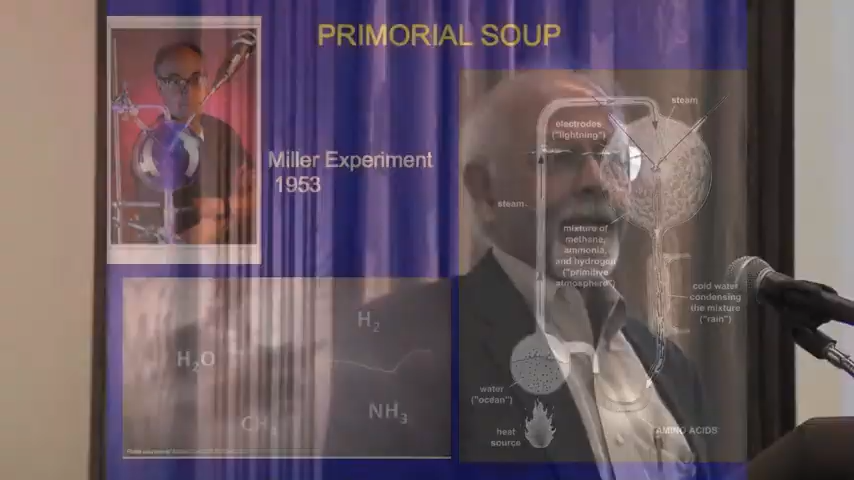 PRIMORIAL SOUP
Miller Experiment
1953
steam
electrodes
("lightning")
steam
mixture of
methane,
ammonia,
and hydrogen
("primitive
atmosphere")
cold water
condensing
the mixture
("rain")
H2
H2O
CH4
NH3
water
("ocean")
heat
source
AMINO ACIDS